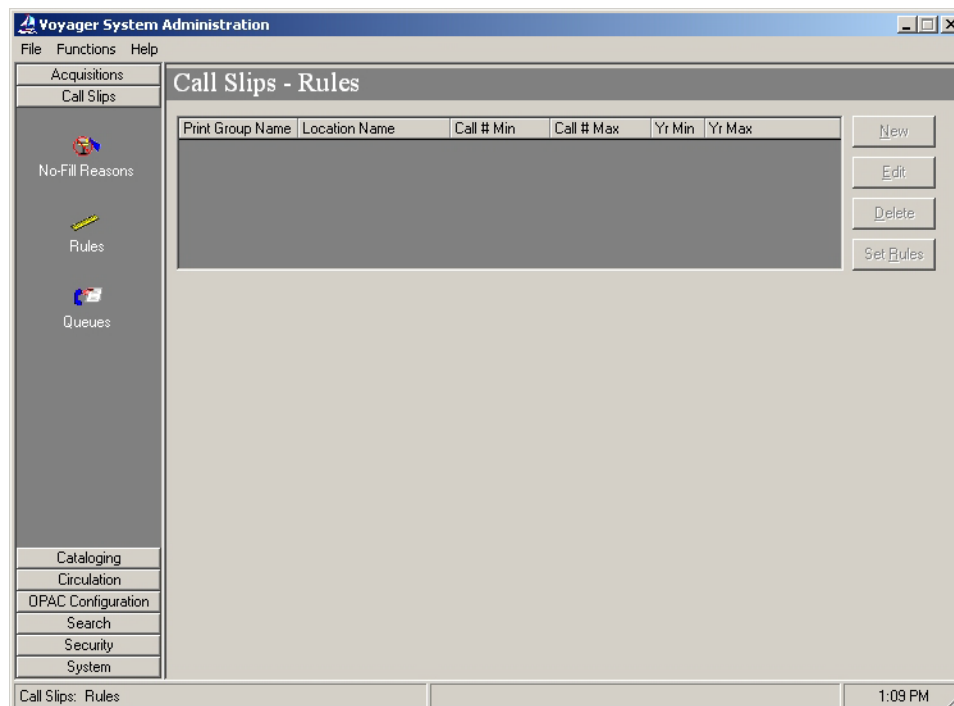 Voyager System Administration
File Functions Help
Acquisitions
Call Slips
No-Fill Reasons
Rules
Queues
Cataloging
Circulation
OPAC Configuration
Search
Security
System
Call Slips - Rules
Print Group Name Location Name Call # Min Call # Max Yr Min Yr Max
New
Edit
Delete
Set Rules
Call Slips: Rules 1:09 PM